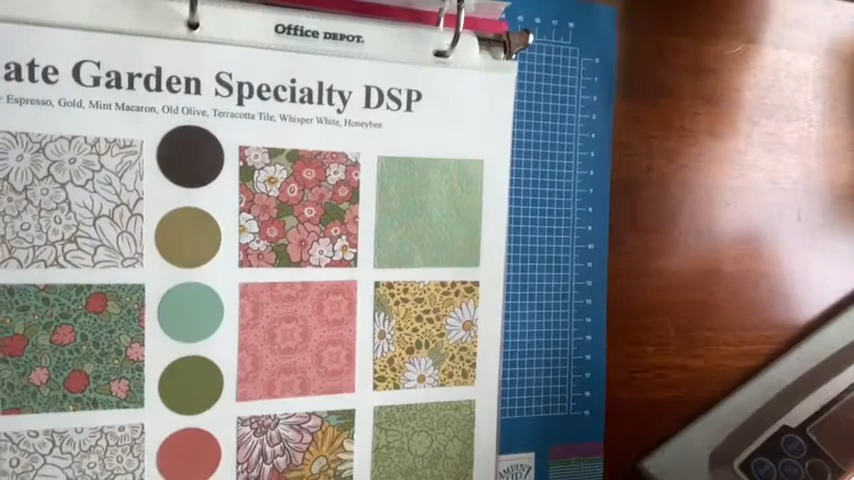 Office DEPOT.
ate Garden Specialty DSP
Espresso, Gold, Mint Macaron, Old Olive, Terracotta Tile, Whisper White, Honeybee